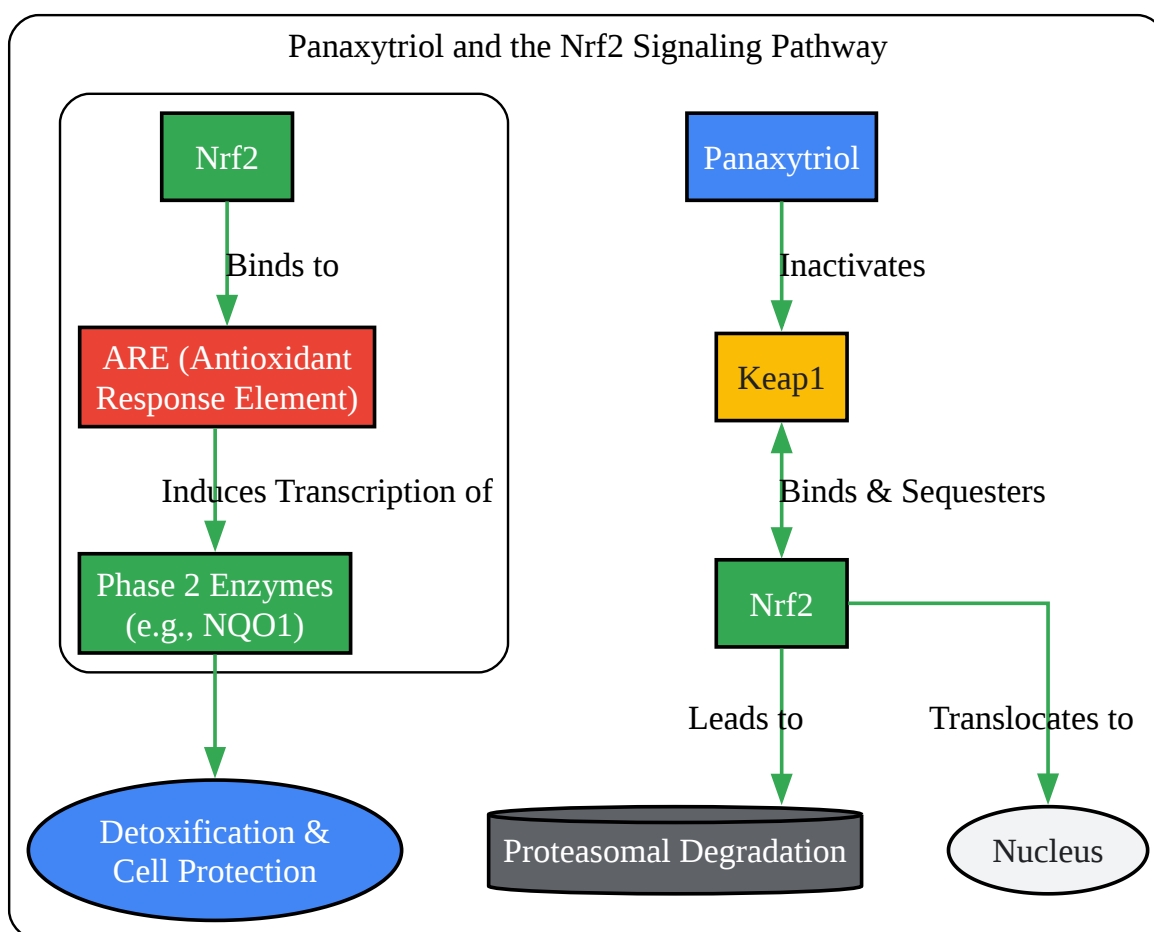 Panaxytriol and the Nrf2 Signaling Pathway
Nrf2
Binds to
ARE (Antioxidant
Response Element)
Induces Transcription of
Phase 2 Enzymes
(e.g., NQO1)
Detoxification &
Cell Protection
Panaxytriol
Inactivates
Keap1
Binds & Sequesters
Nrf2
Leads to
Translocates to
Proteasomal Degradation
Nucleus